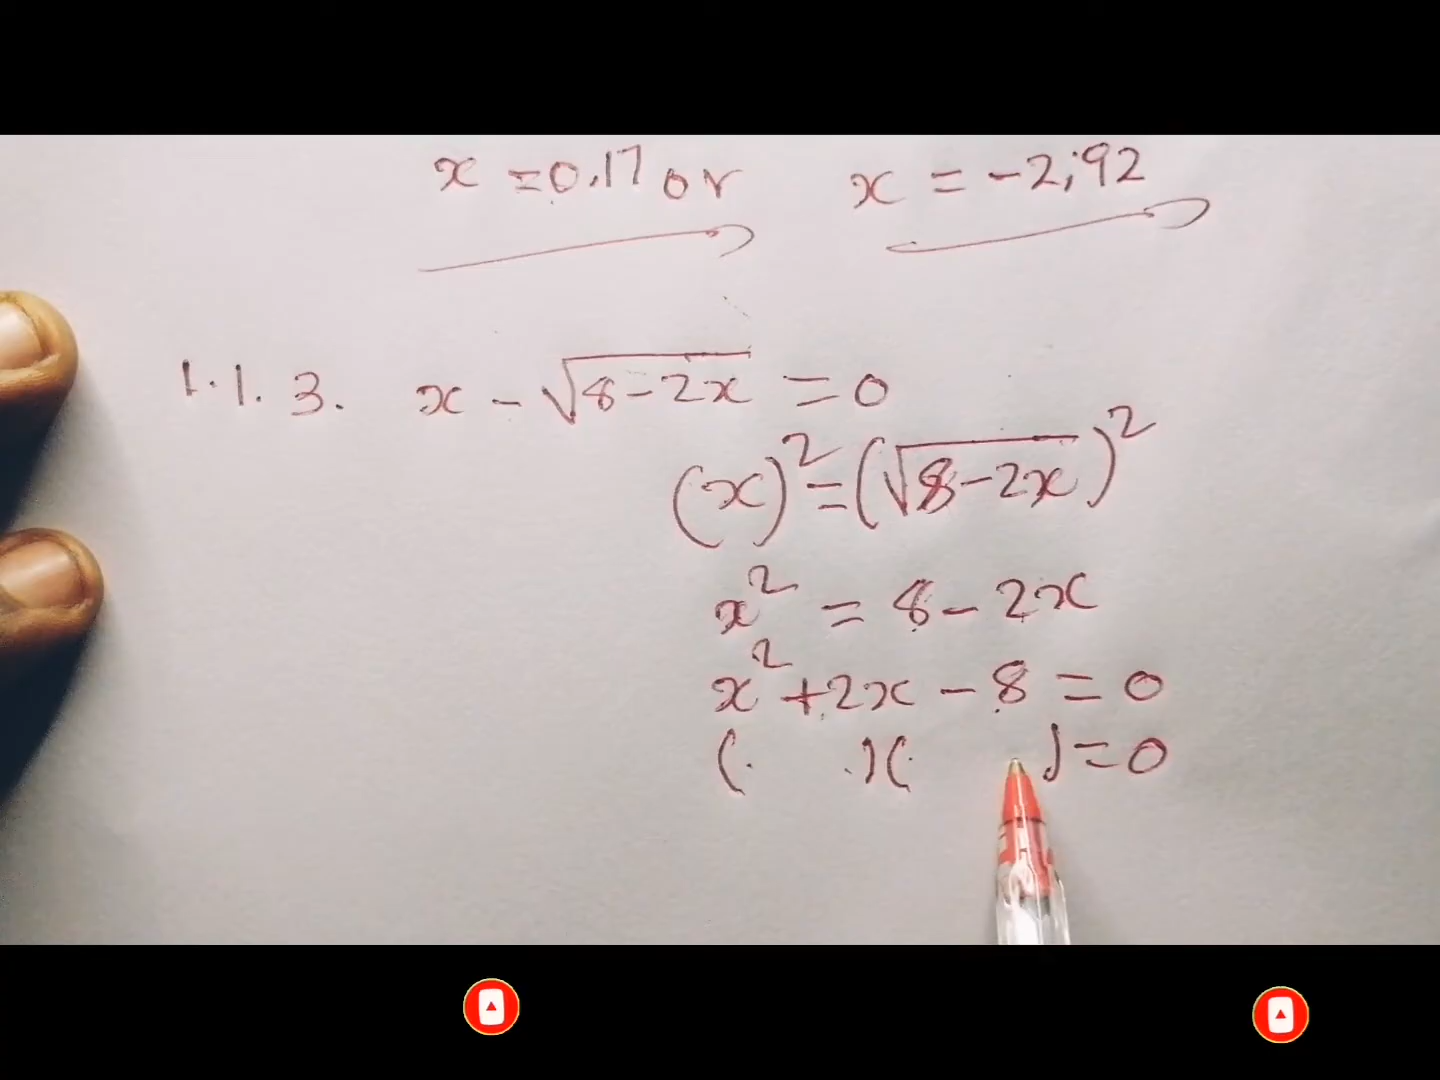 x = 0.17 or x = -2,92
1.1.3. x - √8-2x = 0
(x)² = (√8-2x)²
x² = 8 - 2x
x² + 2x - 8 = 0
( )( ) = 0